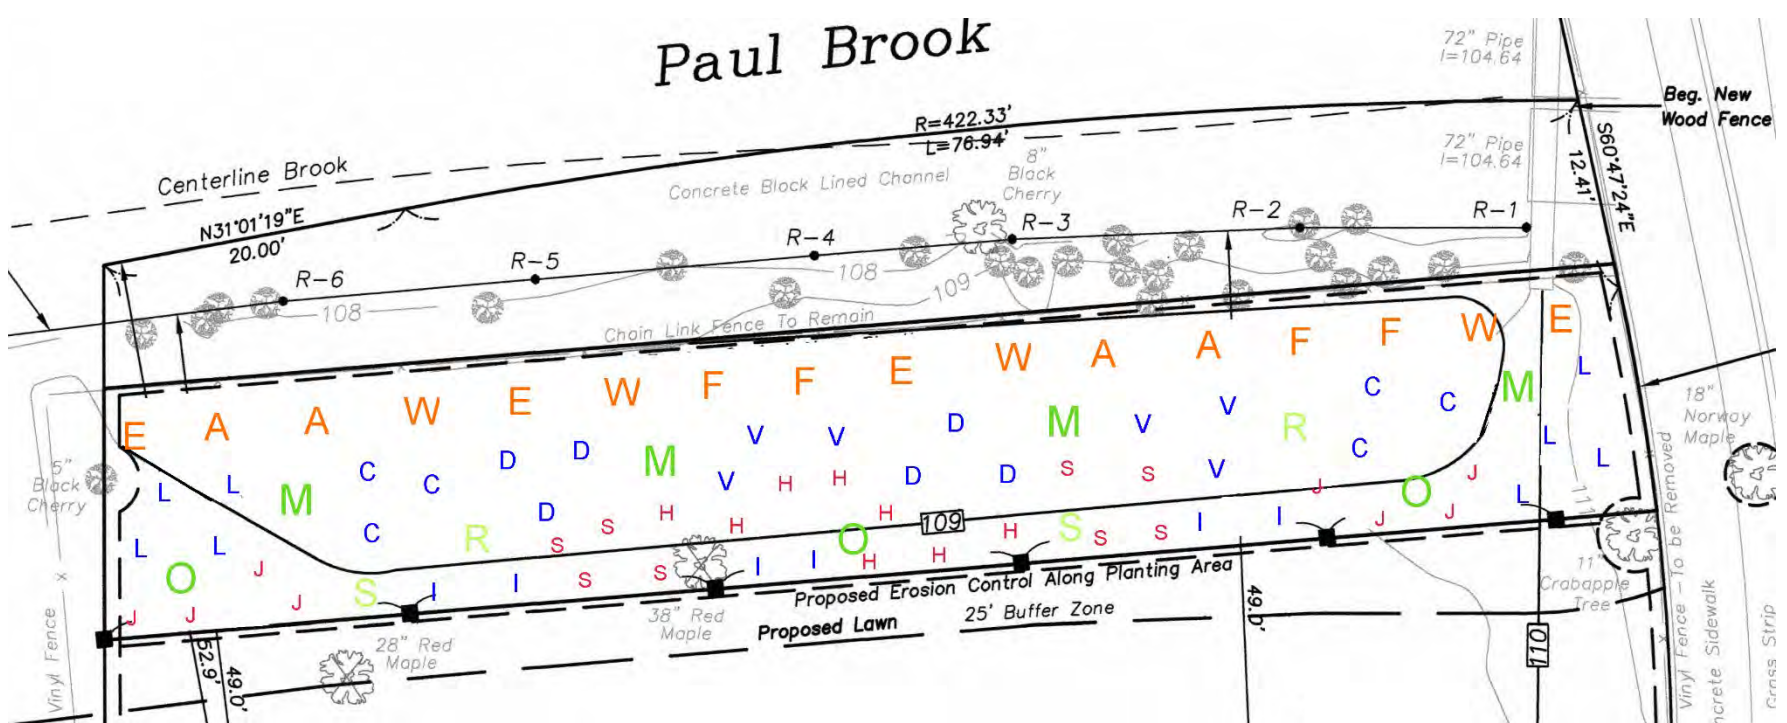 Paul Brook
72" Pipe
I=104.64
Beg. New
Wood Fence
R=422.33'
L=76.94'
72" Pipe
I=104.64
S60°47'24"E
12.41'
Centerline Brook
Concrete Block Lined Channel
8"
Black
Cherry
N31°01'19"E
20.00'
R-6
R-5
R-4
R-3
R-2
R-1
108
108
109
Chain Link Fence To Remain
E A A W E W F F E W A A F F W E
L
M
C
C
18"
Norway
Maple
V
V
D
M
V
V
R
C
L
5"
Black
Cherry
L
L
M
C
C
D
D
M
V
H
H
D
D
S
S
V
J
O
J
L
L
111
L
L
C
R
D
S
S
H
H
O
H
109
H
S
S
S
I
I
J
J
O
J
J
J
J
S
I
I
S
S
I
I
H
H
11"
Crabapple
Tree
Proposed Erosion Control Along Planting Area
38" Red
Maple
Proposed Lawn
25' Buffer Zone
28" Red
Maple
52.9'
49.0'
49.0'
110
Vinyl Fence
x
Vinyl Fence - To be Removed
ncrete Sidewalk
Grass Strip